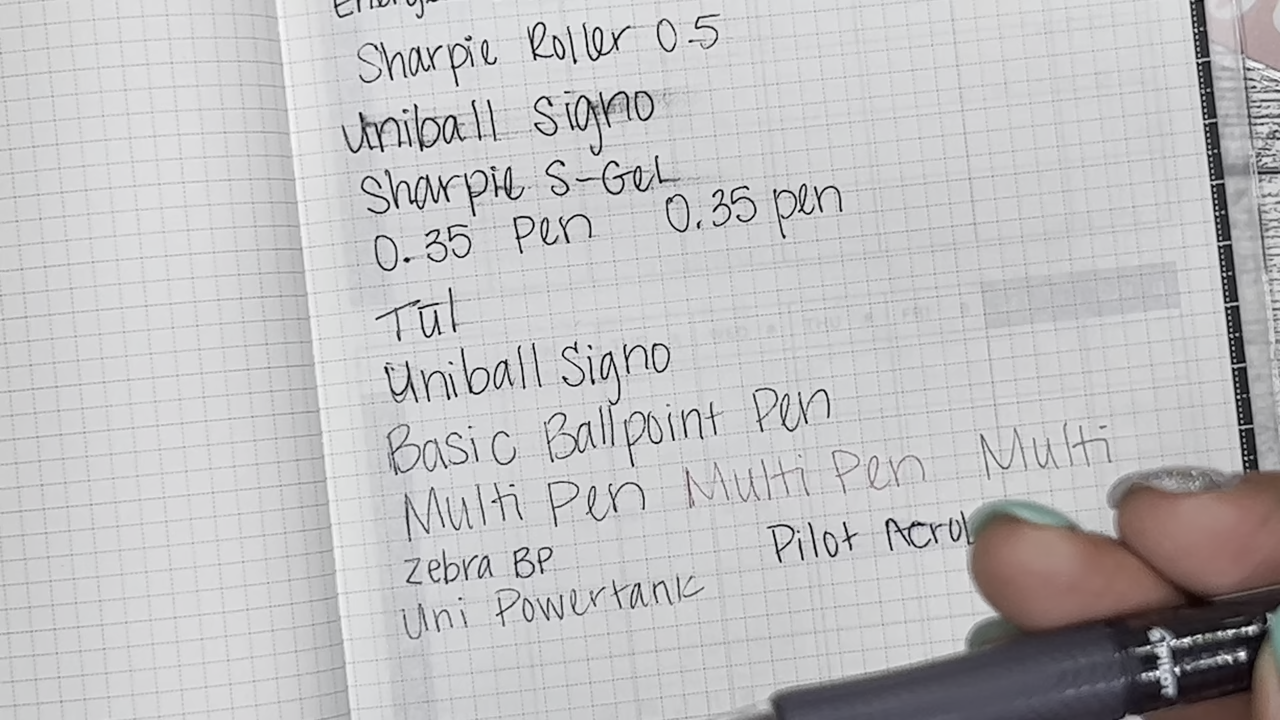 Sharpie Roller 0.5
Uniball Signo
Sharpie S-Gel
0.35 Pen 0.35 pen
Tūl
Uniball Signo
Basic Ballpoint Pen
Multi Pen Multi Pen Multi
Zebra BP
Pilot
Uni Powertank